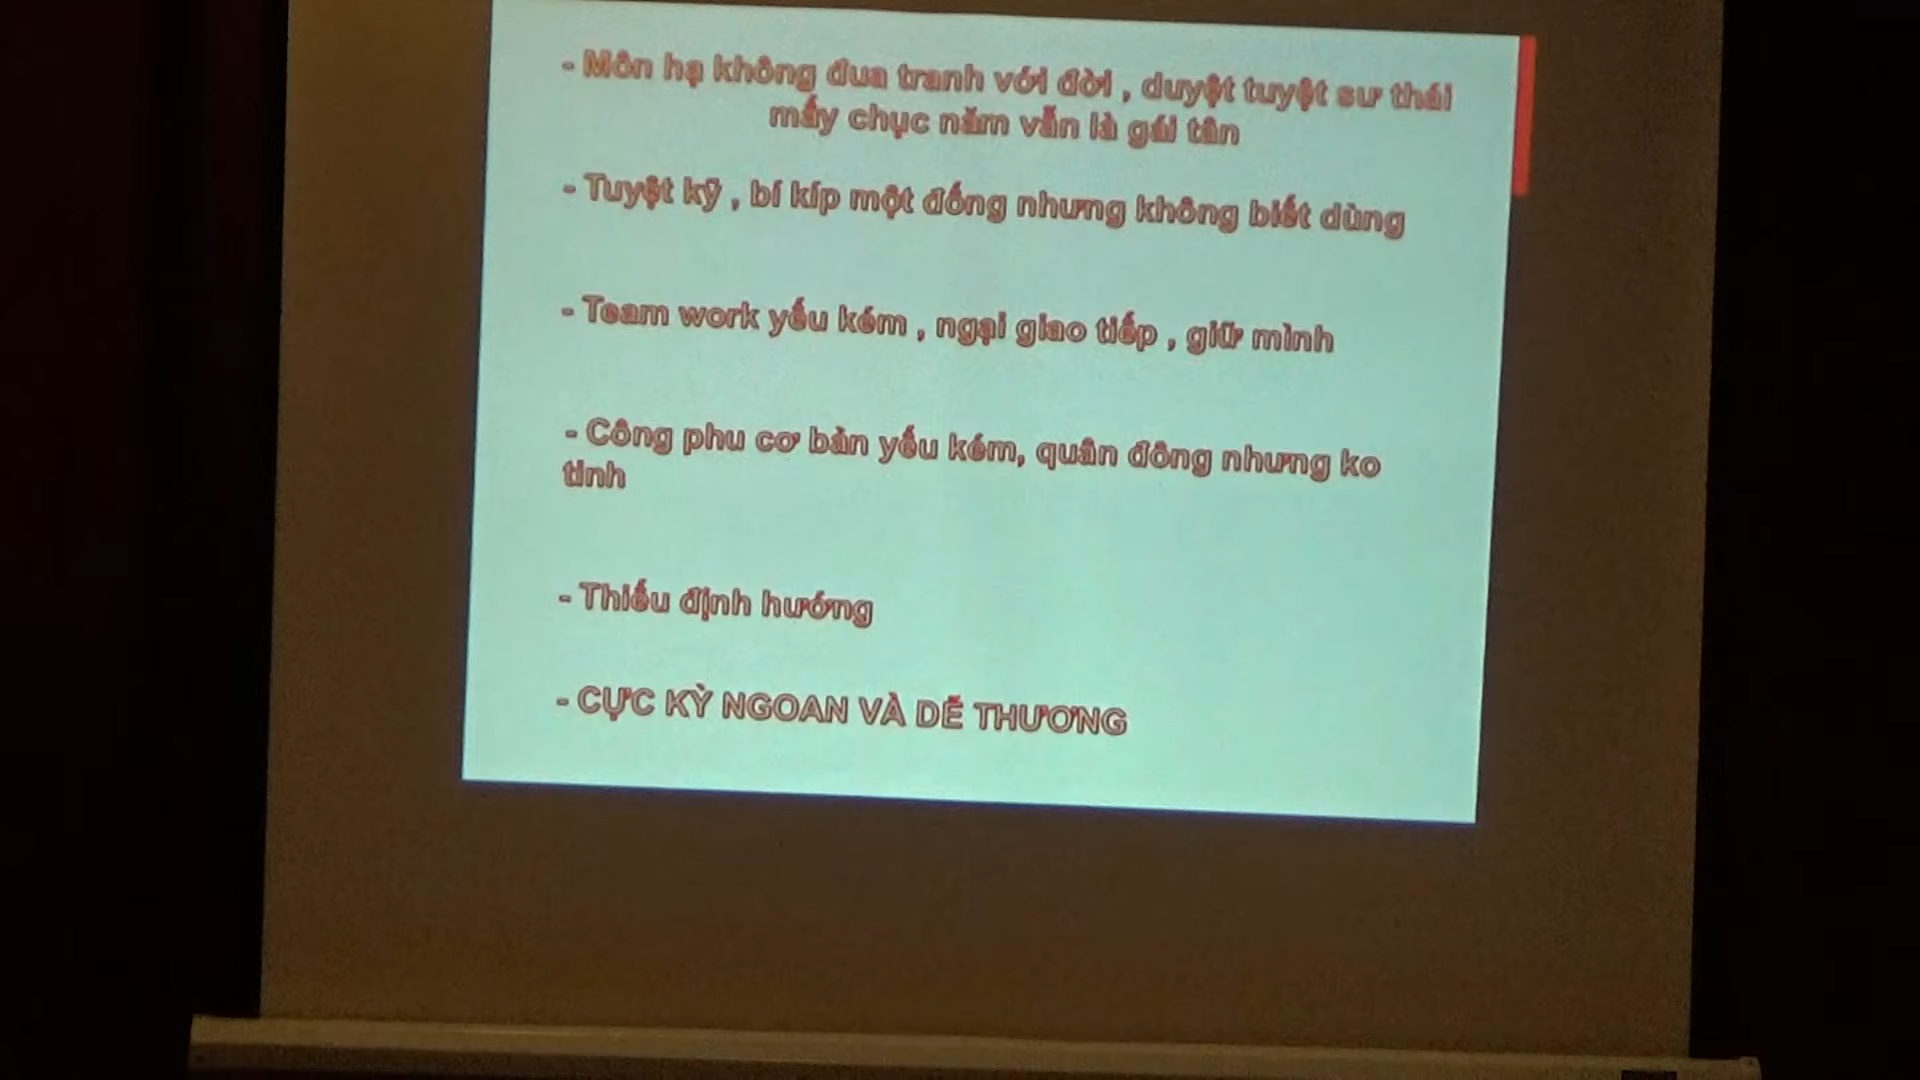 - Môn hạ không đua tranh với đời , duyệt tuyệt sư thái
mấy chục năm vẫn là gái tân
- Tuyệt kỹ , bí kíp một đống nhưng không biết dùng
- Team work yếu kém , ngại giao tiếp , giữ mình
- Công phu cơ bản yếu kém, quân đông nhưng ko
tinh
- Thiếu định hướng
- CỰC KỲ NGOAN VÀ DỄ THƯƠNG